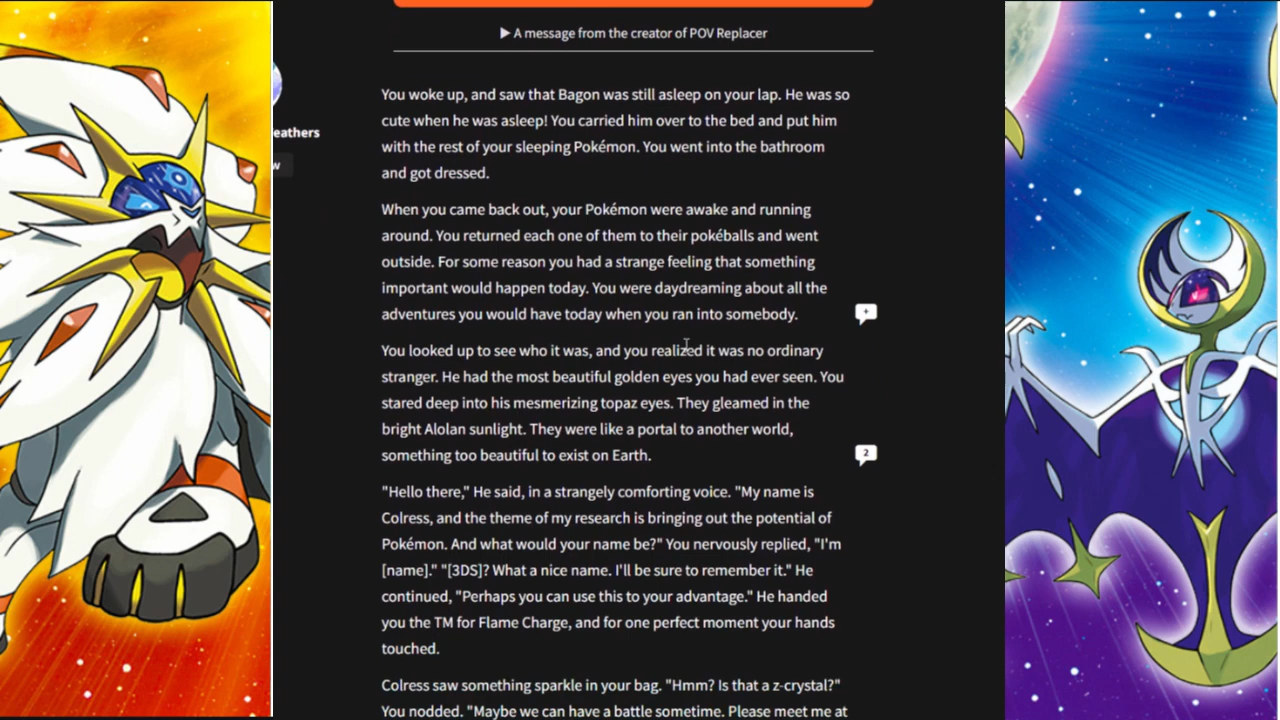 ▶ A message from the creator of POV Replacer
eathers
w
You woke up, and saw that Bagon was still asleep on your lap. He was so
cute when he was asleep! You carried him over to the bed and put him
with the rest of your sleeping Pokémon. You went into the bathroom
and got dressed.
When you came back out, your Pokémon were awake and running
around. You returned each one of them to their pokéballs and went
outside. For some reason you had a strange feeling that something
important would happen today. You were daydreaming about all the
adventures you would have today when you ran into somebody.
+
You looked up to see who it was, and you realized it was no ordinary
stranger. He had the most beautiful golden eyes you had ever seen. You
stared deep into his mesmerizing topaz eyes. They gleamed in the
bright Alolan sunlight. They were like a portal to another world,
something too beautiful to exist on Earth.
2
"Hello there," He said, in a strangely comforting voice. "My name is
Colress, and the theme of my research is bringing out the potential of
Pokémon. And what would your name be?" You nervously replied, "I'm
[name]." "[3DS]? What a nice name. I'll be sure to remember it." He
continued, "Perhaps you can use this to your advantage." He handed
you the TM for Flame Charge, and for one perfect moment your hands
touched.
Colress saw something sparkle in your bag. "Hmm? Is that a z-crystal?"
You nodded. "Maybe we can have a battle sometime. Please meet me at